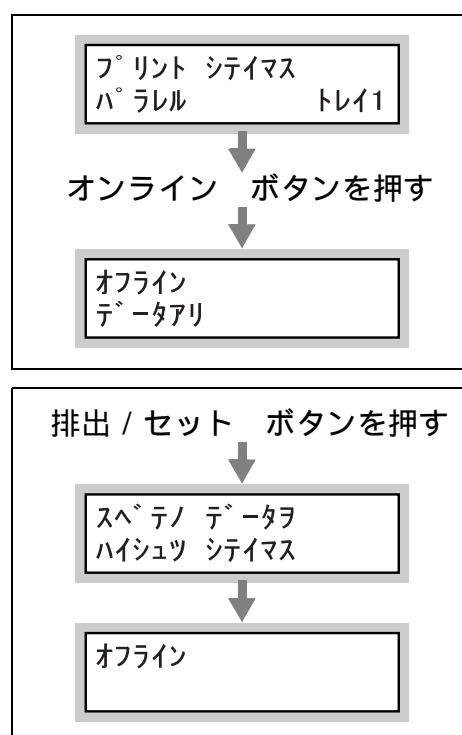 プリント シテイマス
パラレル トレイ1
オンライン ボタンを押す
オフライン
データアリ
排出 / セット ボタンを押す
スベテノ データヲ
ハイシュツ シテイマス
オフライン